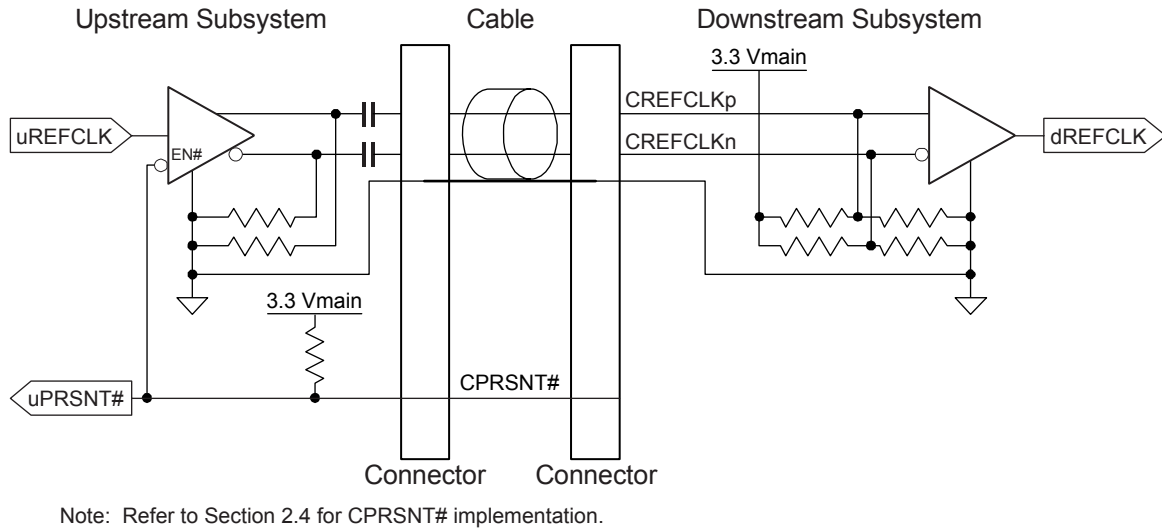 Upstream Subsystem
Cable
Downstream Subsystem
3.3 Vmain
CREFCLKp
uREFCLK
CREFCLKn
dREFCLK
EN#
3.3 Vmain
CPRSNT#
uPRSNT#
Connector
Connector
Note: Refer to Section 2.4 for CPRSNT# implementation.